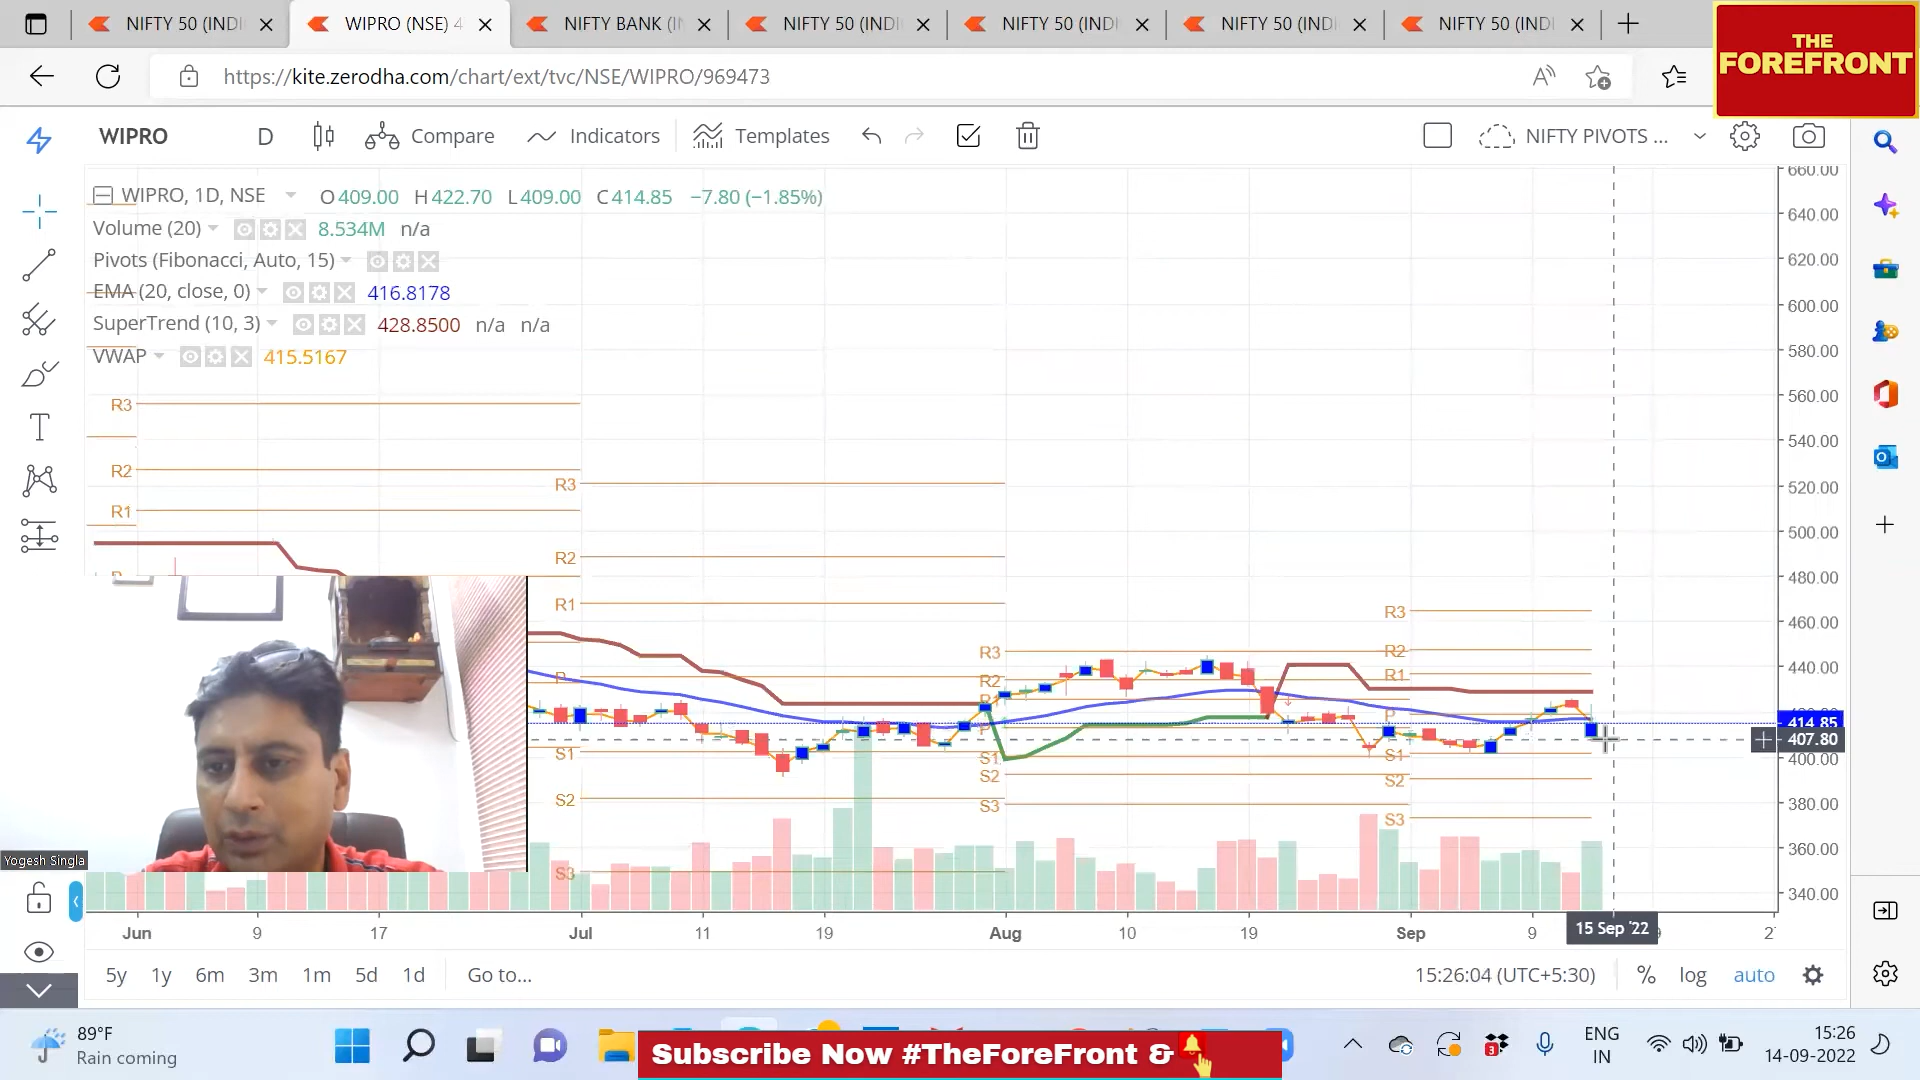 NIFTY 50 (INDI
WIPRO (NSE) 4
NIFTY BANK (IN
NIFTY 50 (INDI
NIFTY 50 (INDI
NIFTY 50 (INDI
NIFTY 50 (INDI
THE
FOREFRONT
https://kite.zerodha.com/chart/ext/tvc/NSE/WIPRO/969473
WIPRO D Compare Indicators Templates NIFTY PIVOTS ...
WIPRO, 1D, NSE O409.00 H422.70 L409.00 C414.85 −7.80 (−1.85%)
Volume (20) 8.534M n/a
Pivots (Fibonacci, Auto, 15)
EMA (20, close, 0) 416.8178
SuperTrend (10, 3) 428.8500 n/a n/a
VWAP 415.5167
R3
R2
R1
R3
R2
R1
P
S1
S2
S3
R3
R2
P
S1
S2
S3
R3
R2
R1
P
S1
S2
S3
660.00
640.00
620.00
600.00
580.00
560.00
540.00
520.00
500.00
480.00
460.00
440.00
414.85
407.80
400.00
380.00
360.00
340.00
Yogesh Singla
Jun 9 17 Jul 11 19 Aug 10 19 Sep 9 15 Sep '22
5y 1y 6m 3m 1m 5d 1d Go to... 15:26:04 (UTC+5:30) % log auto
89°F
Rain coming
Subscribe Now #TheForeFront &
3
ENG
IN
15:26
14-09-2022